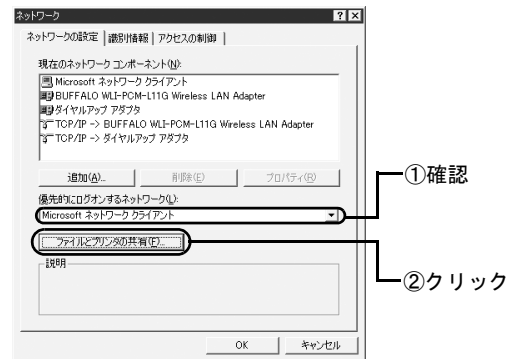 ネットワーク
ネットワークの設定 識別情報 アクセスの制御
現在のネットワーク コンポーネント(N):
Microsoft ネットワーク クライアント
BUFFALO WLI-PCM-L11G Wireless LAN Adapter
ダイヤルアップ アダプタ
TCP/IP -> BUFFALO WLI-PCM-L11G Wireless LAN Adapter
TCP/IP -> ダイヤルアップ アダプタ
追加(A)... 削除(E) プロパティ(R)
①確認
優先的にログオンするネットワーク(L):
Microsoft ネットワーク クライアント
ファイルとプリンタの共有(F)...
②クリック
説明
OK キャンセル